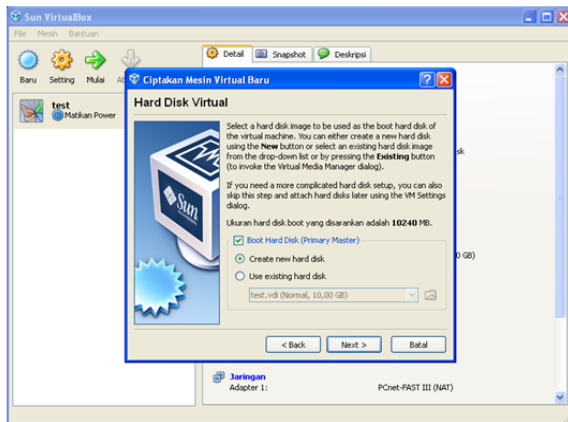 Sun VirtualBox
File Mesin Bantuan
Baru Setting Mulai
Detail Snapshot Deskripsi
test
Matikan Power
Ciptakan Mesin Virtual Baru
Hard Disk Virtual
Select a hard disk image to be used as the boot hard disk of
the virtual machine. You can either create a new hard disk
using the New button or select an existing hard disk image
from the drop-down list or by pressing the Existing button
(to invoke the Virtual Media Manager dialog).
If you need a more complicated hard disk setup, you can also
skip this step and attach hard disks later using the VM Settings
dialog.
Ukuran hard disk boot yang disarankan adalah 10240 MB.
Boot Hard Disk (Primary Master)
Create new hard disk
Use existing hard disk
test.vdi (Normal, 10,00 GB)
< Back Next > Batal
Sun
sk
0 GB)
Jaringan
Adapter 1: PCnet-FAST III (NAT)